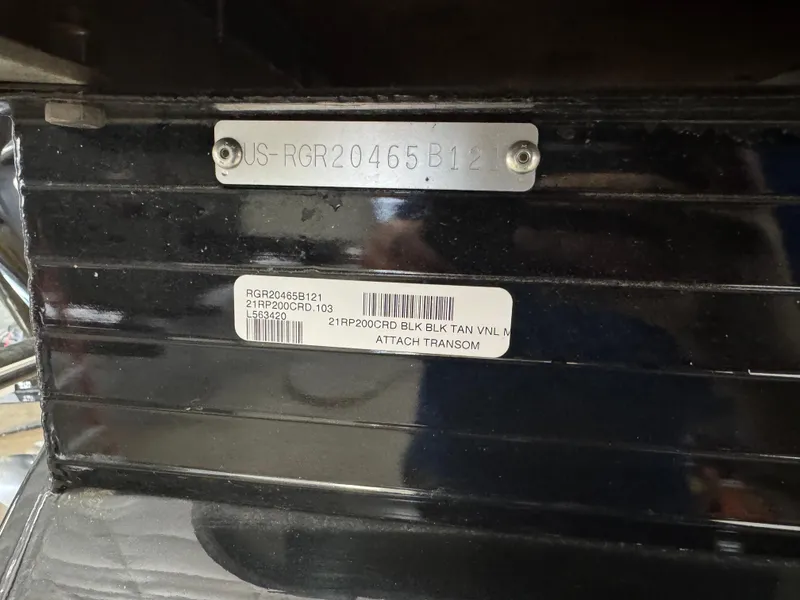 US-RGR20465B121
RGR20465B121
21RP200CRD.103
L563420
21RP200CRD BLK BLK TAN VNL M
ATTACH TRANSOM